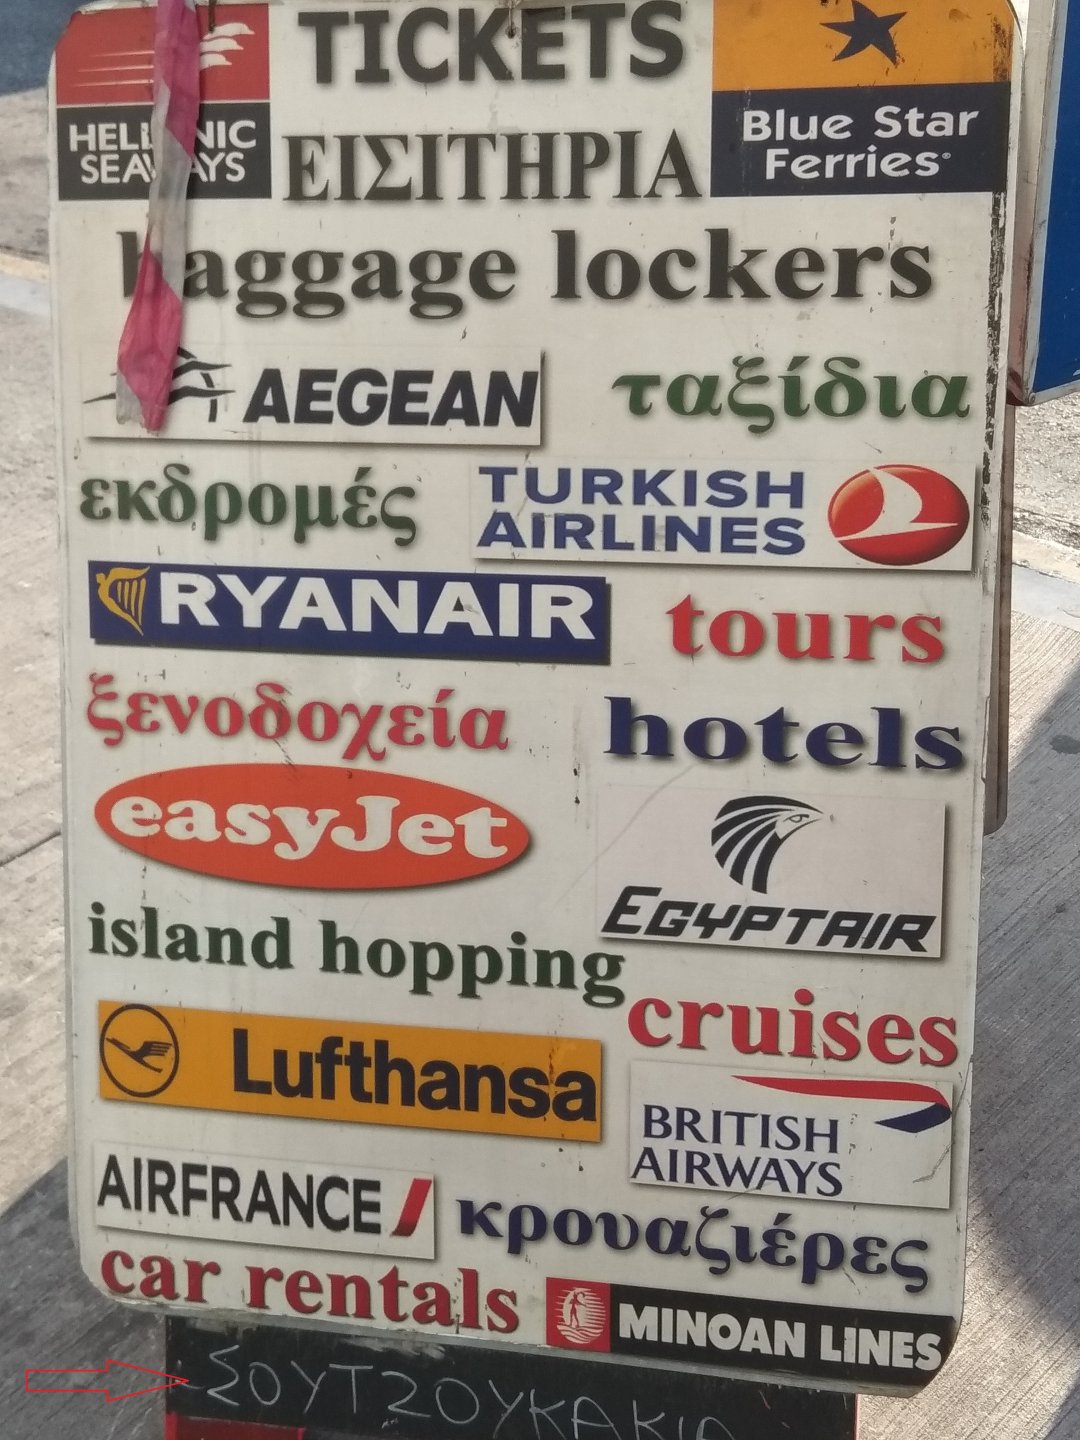 TICKETS
HELLENIC
SEAWAYS
Blue Star
Ferries
ΕΙΣΙΤΗΡΙΑ
baggage lockers
AEGEAN
ταξίδια
εκδρομές
TURKISH
AIRLINES
RYANAIR
tours
ξενοδοχεία
hotels
easyJet
EGYPTAIR
island hopping
cruises
Lufthansa
BRITISH
AIRWAYS
AIRFRANCE
κρουαζιέρες
car rentals
MINOAN LINES
ΣΟΥΤΖΟΥΚΑΚΙΑ